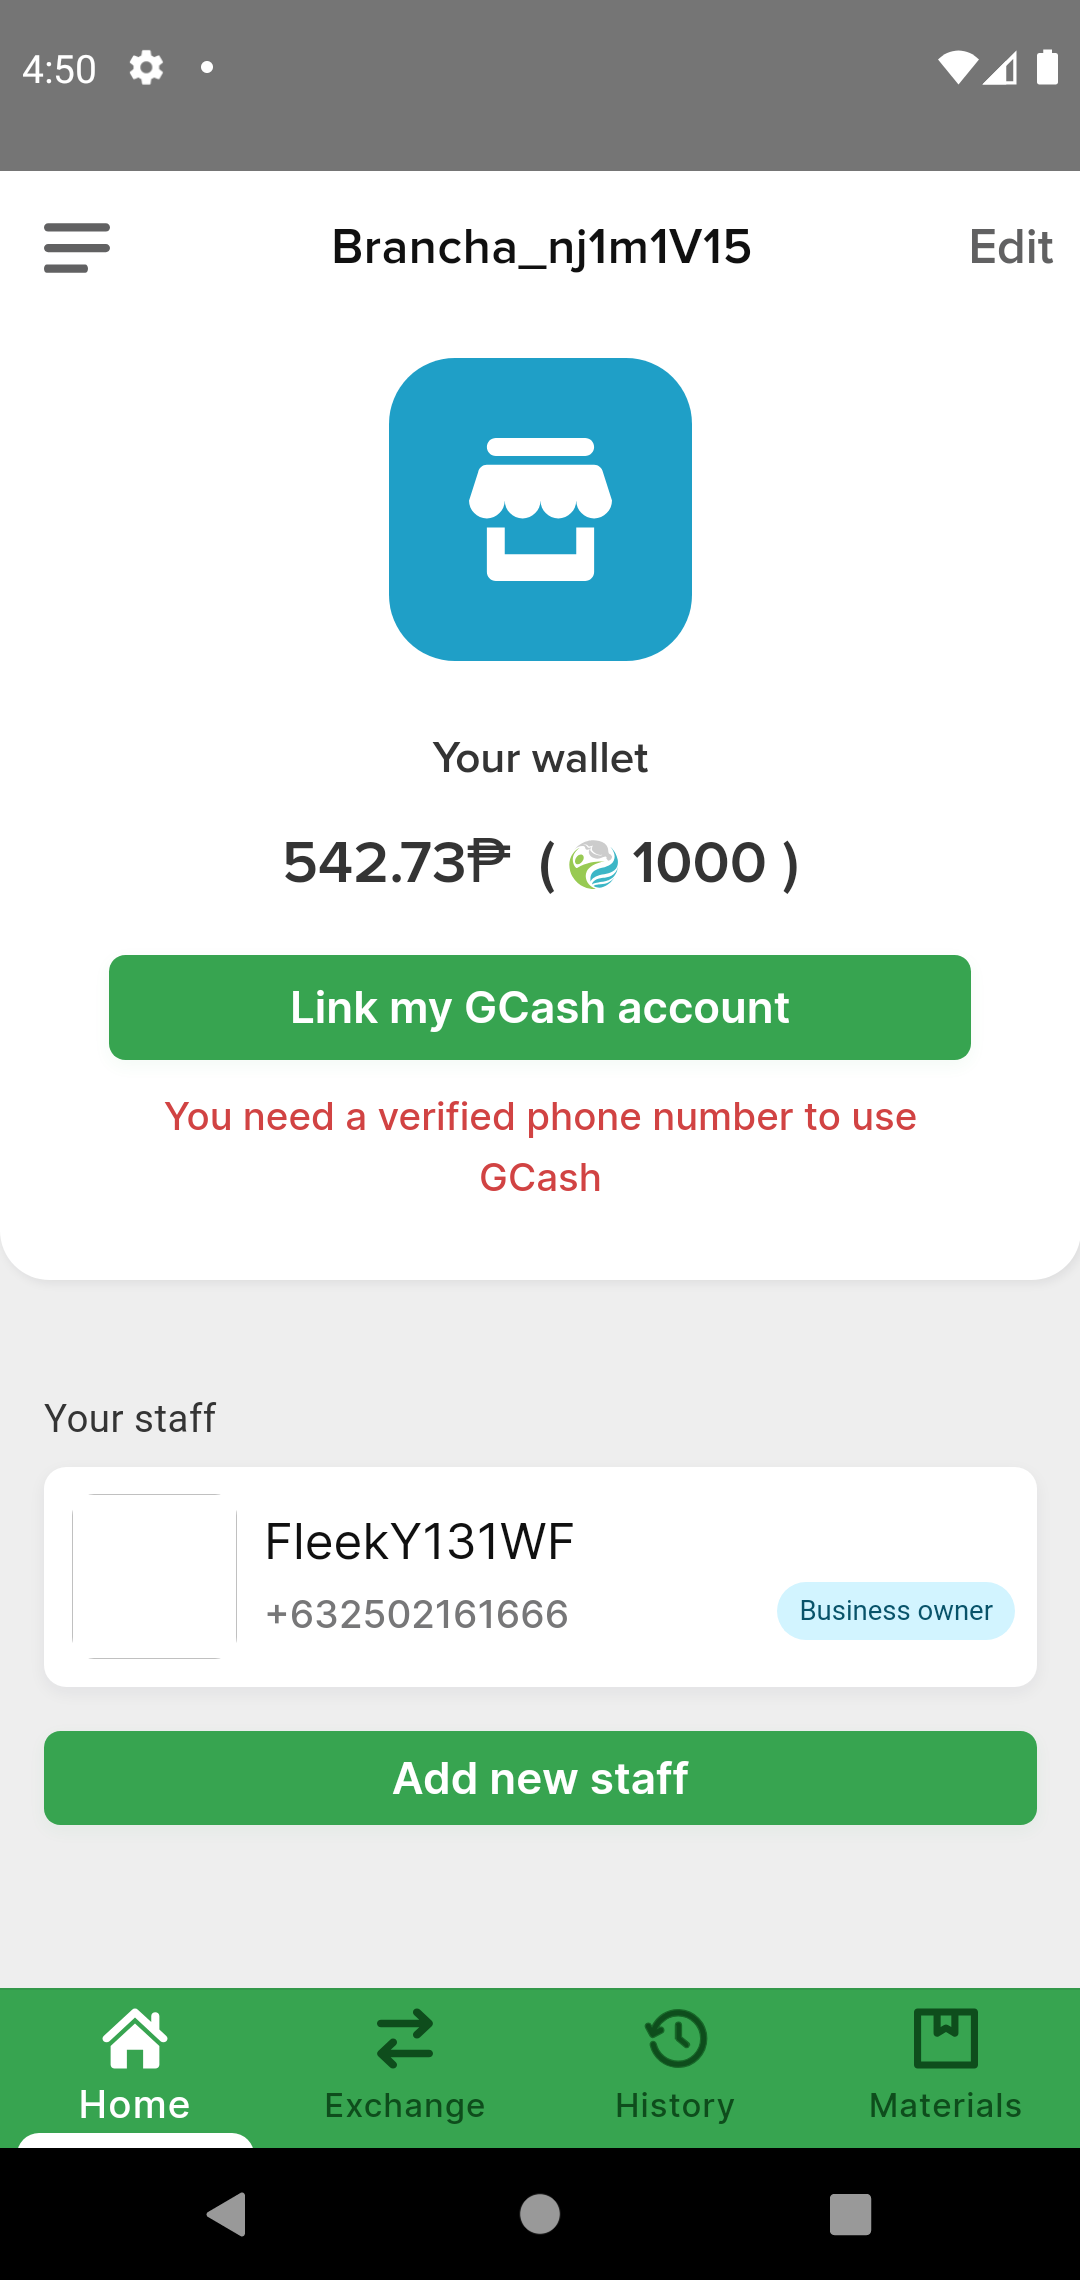 4:50
Brancha_nj1m1V15
Edit
Your wallet
542.73₱ ( 1000 )
Link my GCash account
You need a verified phone number to use
GCash
Your staff
FleekY131WF
+632502161666
Business owner
Add new staff
Home
Exchange
History
Materials